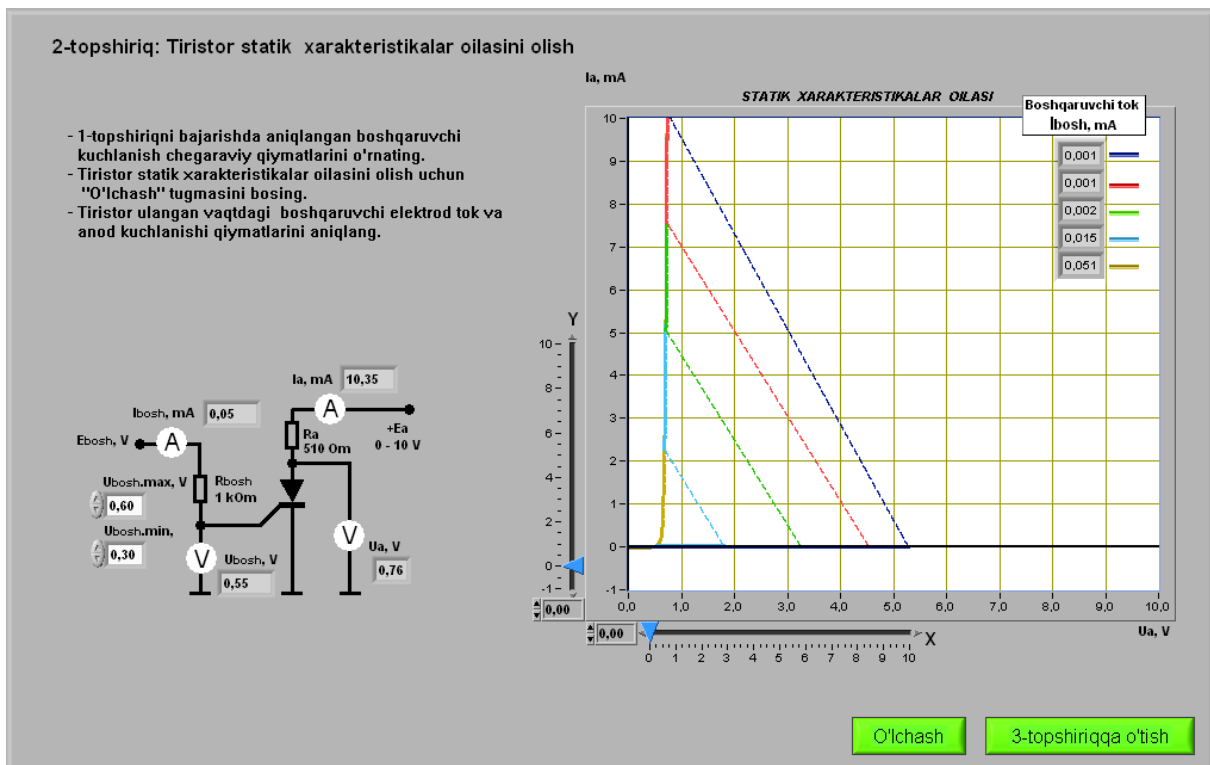 2-topshiriq: Tiristor statik xarakteristikalar oilasini olish
- 1-topshiriqni bajarishda aniqlangan boshqaruvchi
kuchlanish chegaraviy qiymatlarini o'rnating.
- Tiristor statik xarakteristikalar oilasini olish uchun
"O'lchash" tugmasini bosing.
- Tiristor ulangan vaqtdagi boshqaruvchi elektrod tok va
anod kuchlanishi qiymatlarini aniqlang.
Ia, mA
STATIK XARAKTERISTIKALAR OILASI
Boshqaruvchi tok
Ibosh, mA
0,001
0,001
0,002
0,015
0,051
10
9
7
6
5
4
3
2
1
0
-1
0,0 1,0 2,0 3,0 4,0 5,0 6,0 7,0 8,0 9,0 10,0
Ua, V
Y
10
8
6
4
2
0
-1
0,00
0,00
X
0 1 2 3 4 5 6 7 8 9 10
Ia, mA 10,35
A
+Ea
0 - 10 V
Ra
510 Om
Ibosh, mA 0,05
Ebosh, V
A
Ubosh.max, V
0,60
Rbosh
1 kOm
Ubosh.min,
0,30
V
Ubosh, V
0,55
V
Ua, V
0,76
O'lchash
3-topshiriqqa o'tish